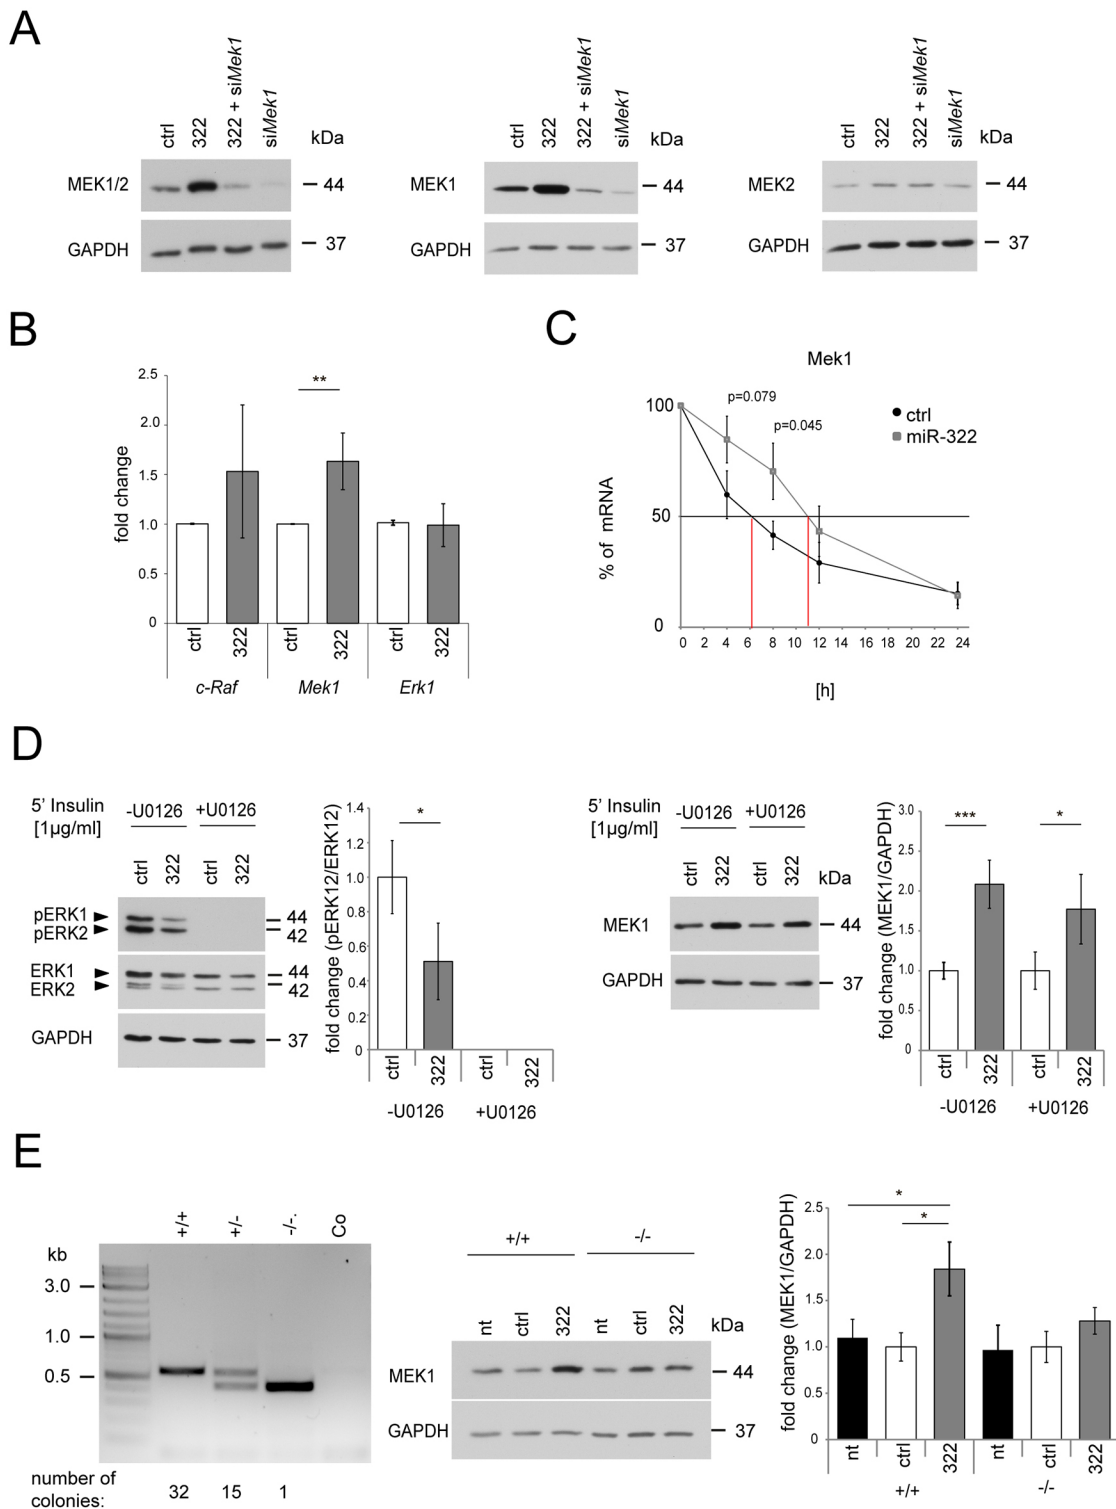 A
ctrl 322 322 + siMek1 siMek1 kDa
MEK1/2 44
GAPDH 37
ctrl 322 322 + siMek1 siMek1 kDa
MEK1 44
GAPDH 37
ctrl 322 322 + siMek1 siMek1 kDa
MEK2 44
GAPDH 37
B
fold change
2.5
2.0
1.5
1.0
0.5
0
**
ctrl 322 ctrl 322 ctrl 322
c-Raf Mek1 Erk1
C
Mek1
% of mRNA
100
50
0
p=0.079
p=0.045
ctrl
miR-322
0 2 4 6 8 10 12 14 16 18 20 22 24
[h]
D
5' Insulin
[1µg/ml]
-U0126 +U0126
ctrl 322 ctrl 322
pERK1 44
pERK2 42
ERK1 44
ERK2 42
GAPDH 37
fold change (pERK12/ERK12)
1.4
1.2
1.0
0.8
0.6
0.4
0.2
0
*
ctrl 322 ctrl 322
-U0126 +U0126
5' Insulin
[1µg/ml]
-U0126 +U0126
ctrl 322 ctrl 322 kDa
MEK1 44
GAPDH 37
fold change (MEK1/GAPDH)
3.0
2.5
2.0
1.5
1.0
0.5
0
*** *
ctrl 322 ctrl 322
-U0126 +U0126
E
+/+ +/- -/-. Co
kb
3.0
1.0
0.5
number of
colonies: 32 15 1
+/+ -/-
nt ctrl 322 nt ctrl 322 kDa
MEK1 44
GAPDH 37
fold change (MEK1/GAPDH)
2.5
2.0
1.5
1.0
0.5
0
*
*
nt ctrl 322 nt ctrl 322
+/+ -/-